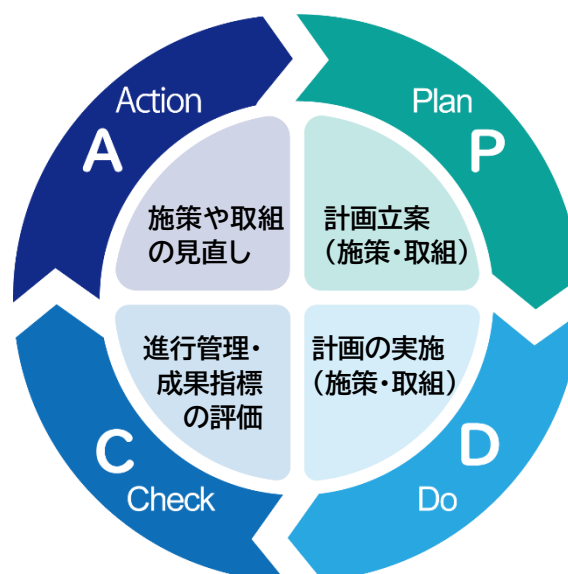 Action
A
施策や取組
の見直し
Plan
P
計画立案
(施策・取組)
計画の実施
(施策・取組)
D
Do
進行管理・
成果指標
の評価
C
Check